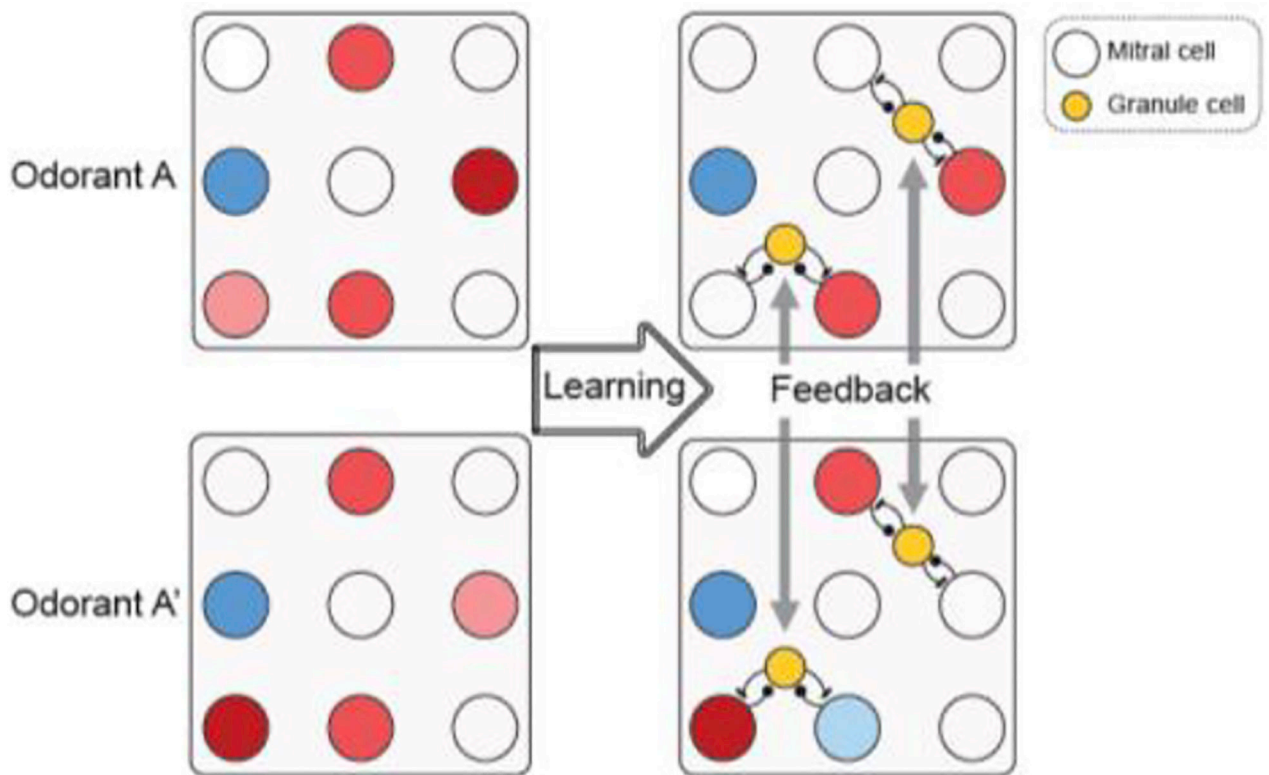 Mitral cell
Granule cell
Odorant A
Learning
Feedback
Odorant A'